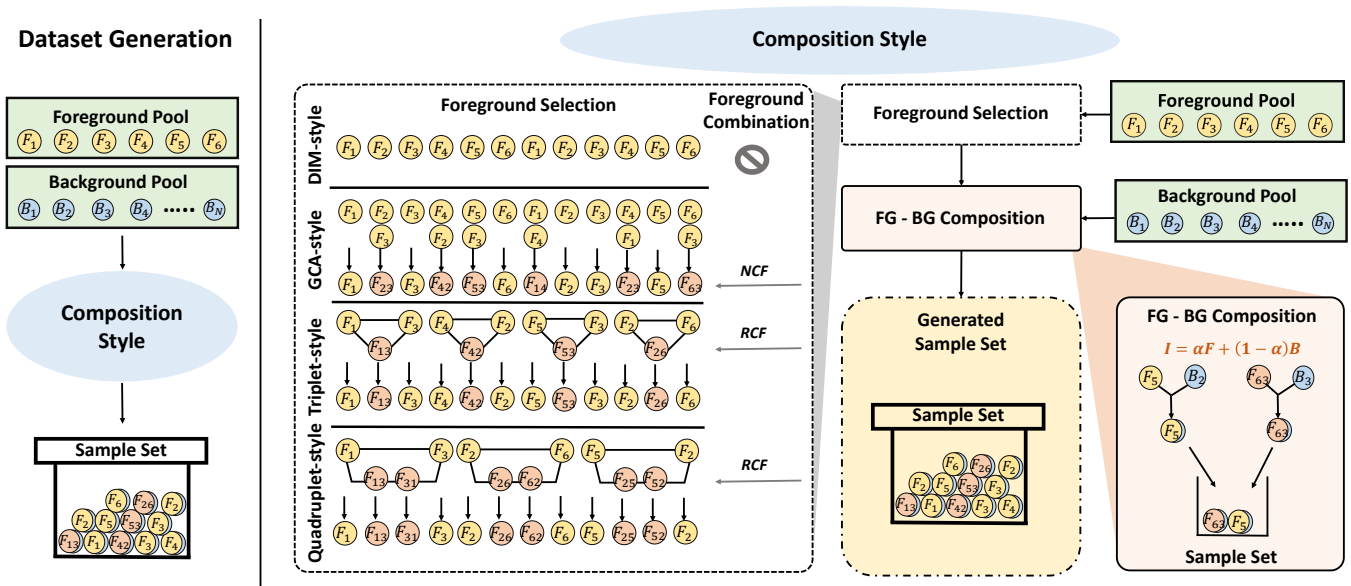 Dataset Generation
Foreground Pool
F1 F2 F3 F4 F5 F6
Background Pool
B1 B2 B3 B4 ..... BN
Composition
Style
Sample Set
F6 F26 F2
F2 F5 F53 F3
F13 F1 F42 F3 F4
Composition Style
Foreground Selection
Foreground
Combination
DIM-style
F1 F2 F3 F4 F5 F6 F1 F2 F3 F4 F5 F6
GCA-style
F1 F2 F3 F4 F5 F6 F1 F2 F3 F4 F5 F6
F3 F2 F3 F4 F1 F3
F1 F23 F3 F42 F53 F6 F14 F2 F3 F23 F5 F63
NCF
Triplet-style
F1 F3 F4 F2 F5 F3 F2 F6
F13 F42 F53 F26
F1 F13 F3 F4 F42 F2 F5 F53 F3 F2 F26 F6
RCF
Quadruplet-style
F1 F3 F2 F6 F5 F2
F13 F31 F26 F62 F25 F52
F1 F13 F31 F3 F2 F26 F62 F6 F5 F25 F52 F2
RCF
Foreground Selection
Foreground Pool
F1 F2 F3 F4 F5 F6
FG - BG Composition
Background Pool
B1 B2 B3 B4 ..... BN
Generated
Sample Set
Sample Set
F6 F26 F2
F2 F5 F53 F3
F13 F1 F42 F3 F4
FG - BG Composition
I = αF + (1 − α)B
F5 B2 F63 B3
F5 F63
F63 F5
Sample Set